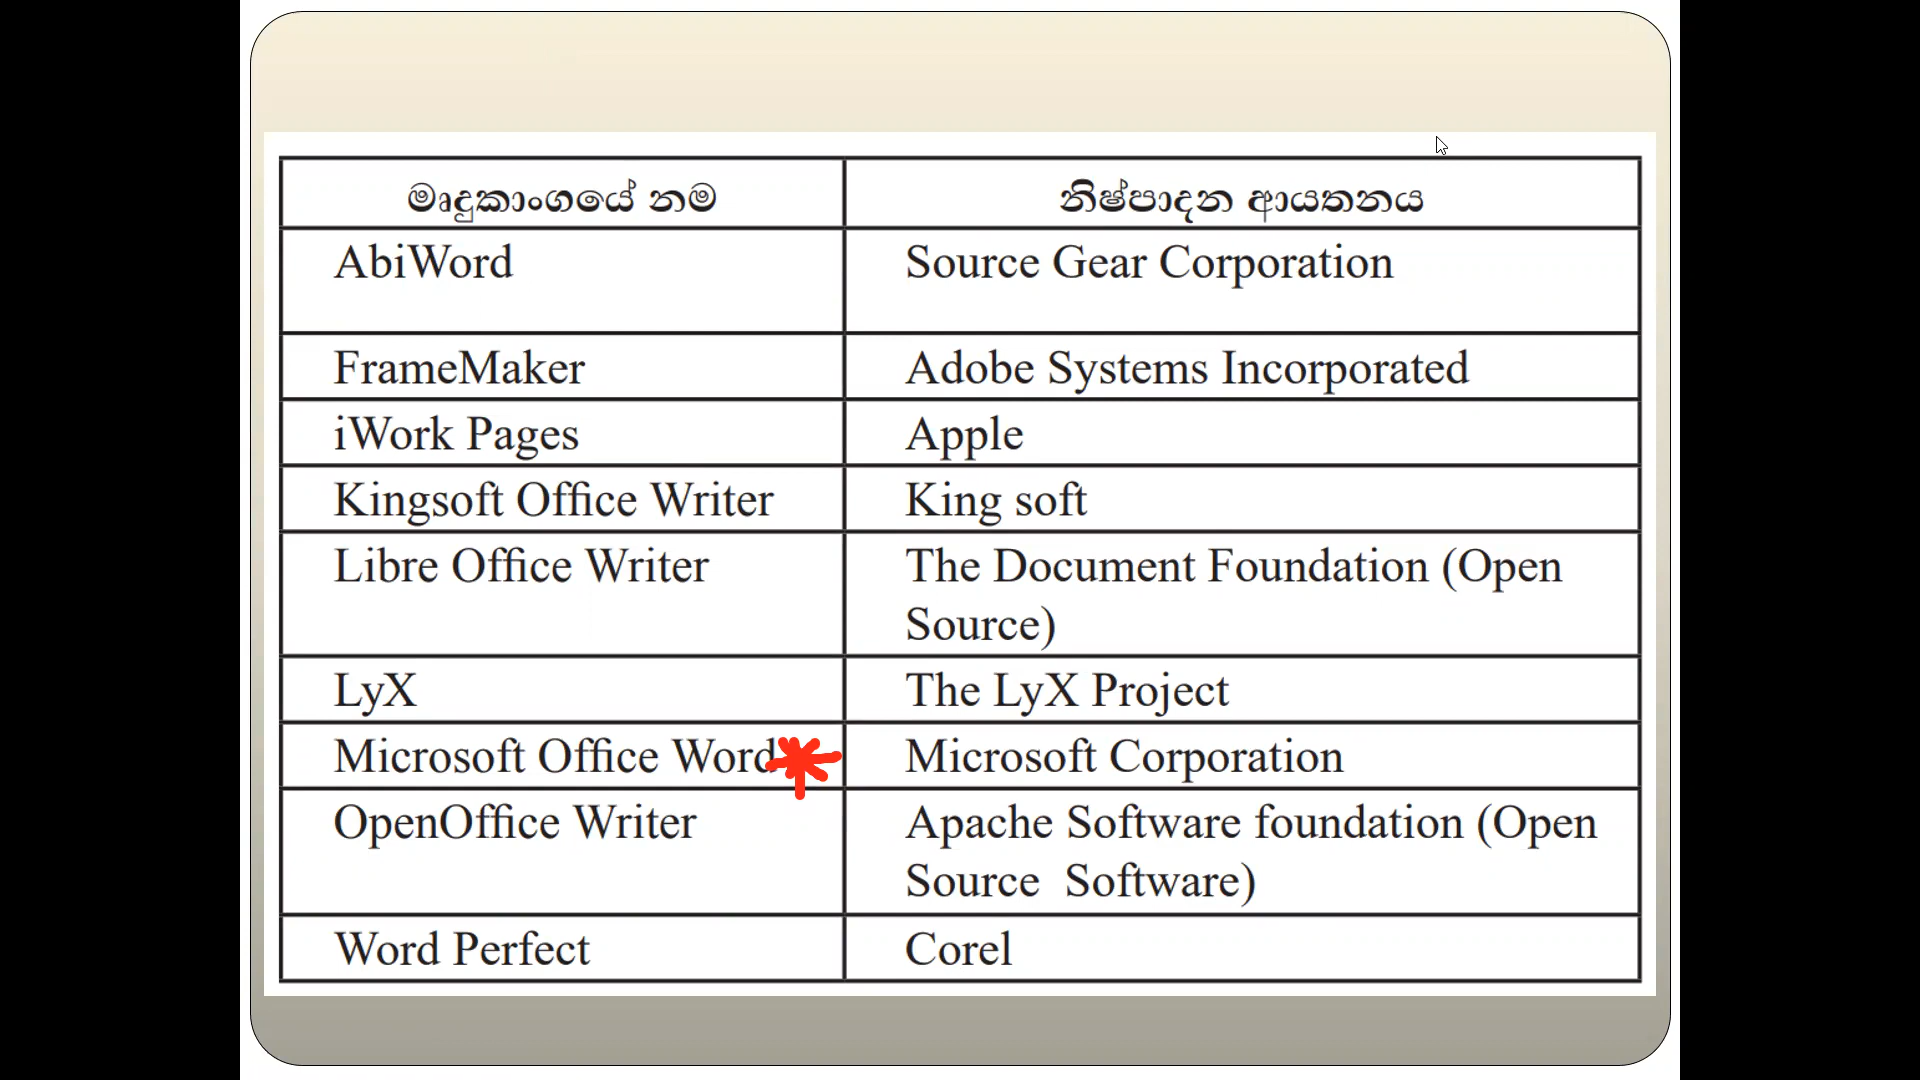 මෘදුකාංගයේ නම නිෂ්පාදන ආයතනය
AbiWord Source Gear Corporation
FrameMaker Adobe Systems Incorporated
iWork Pages Apple
Kingsoft Office Writer King soft
Libre Office Writer The Document Foundation (Open
Source)
LyX The LyX Project
Microsoft Office Word Microsoft Corporation
OpenOffice Writer Apache Software foundation (Open
Source Software)
Word Perfect Corel